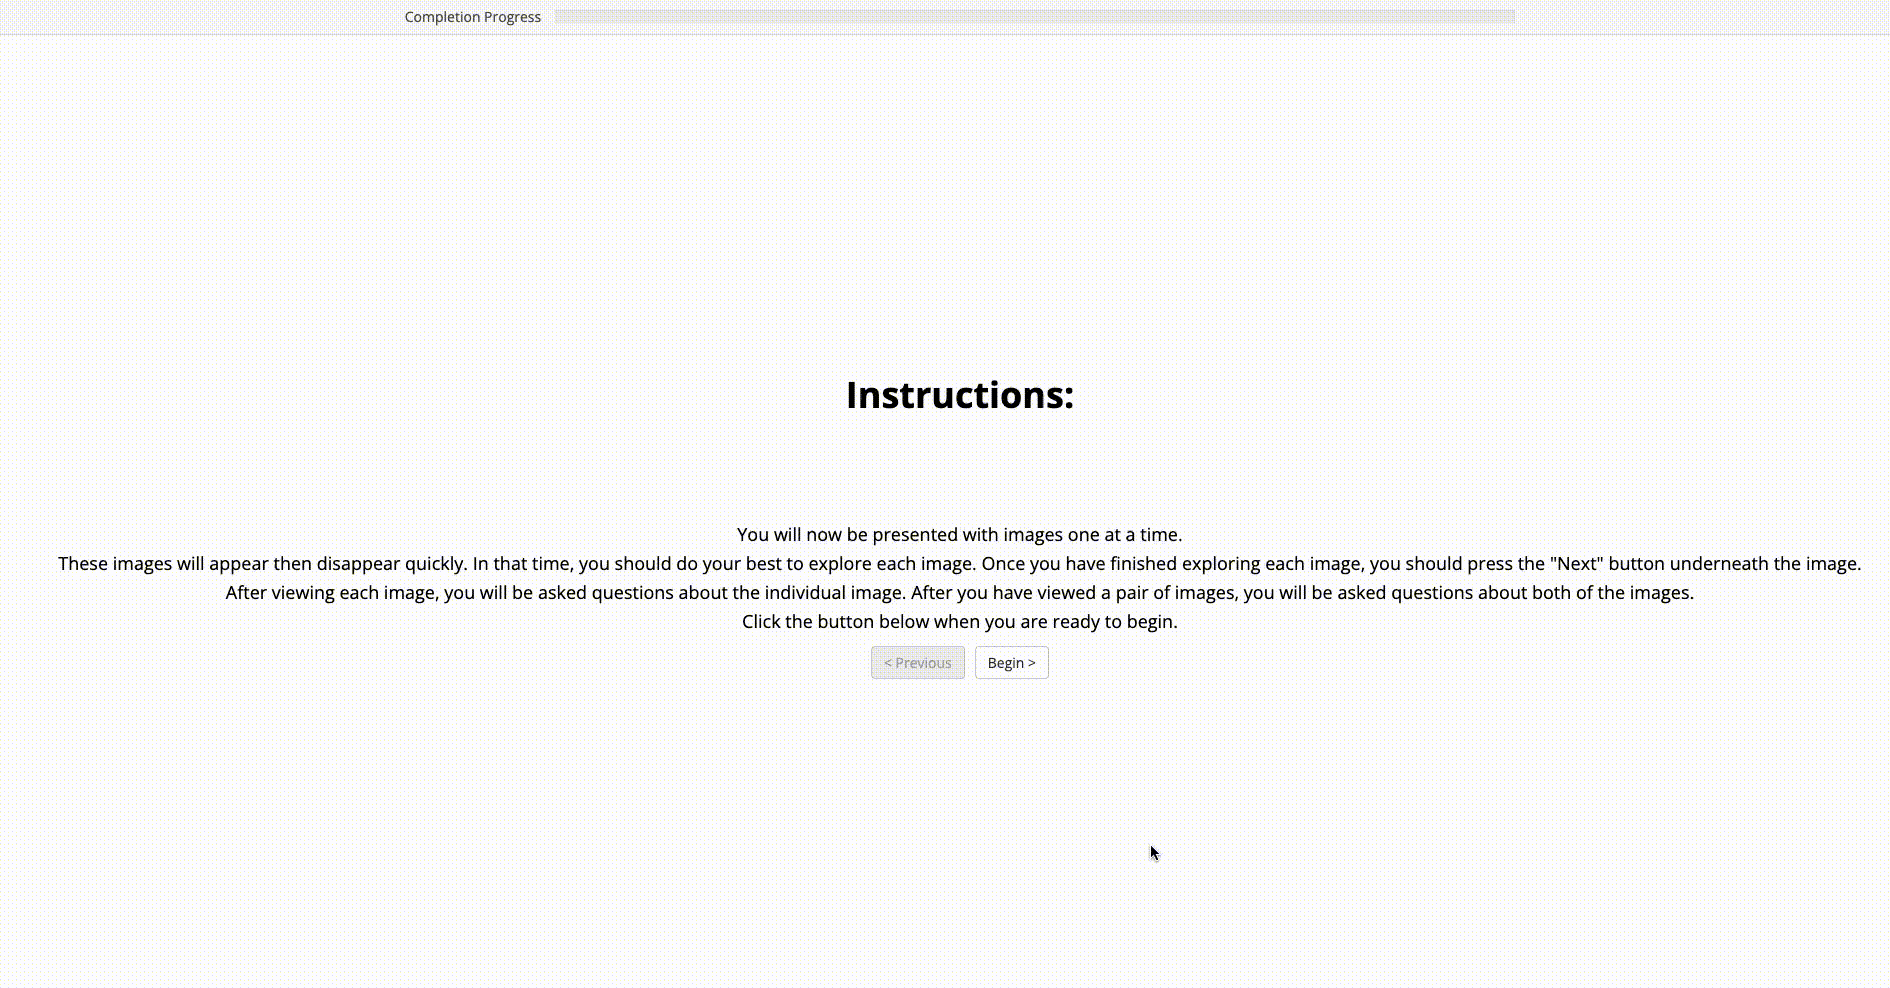 Completion Progress
Instructions:
You will now be presented with images one at a time.
These images will appear then disappear quickly. In that time, you should do your best to explore each image. Once you have finished exploring each image, you should press the "Next" button underneath the image.
After viewing each image, you will be asked questions about the individual image. After you have viewed a pair of images, you will be asked questions about both of the images.
Click the button below when you are ready to begin.
< Previous Begin >